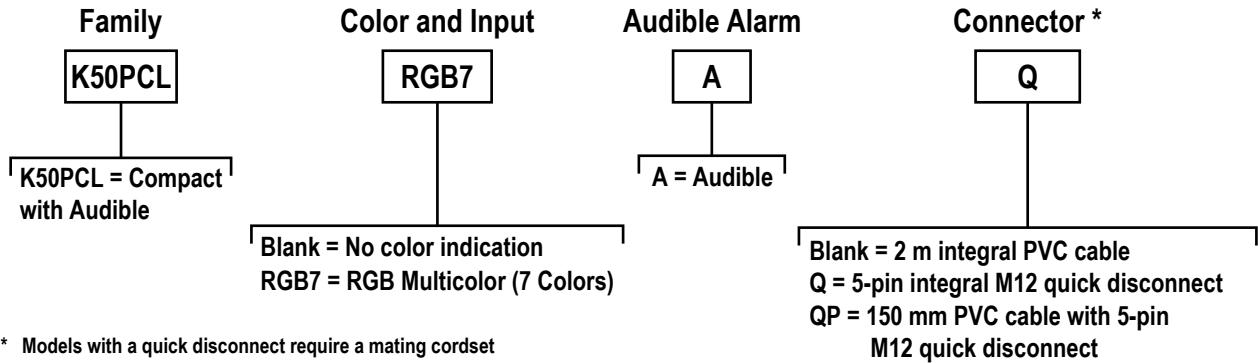 Family Color and Input Audible Alarm Connector *
K50PCL RGB7 A Q
K50PCL = Compact
with Audible
A = Audible
Blank = No color indication
RGB7 = RGB Multicolor (7 Colors)
Blank = 2 m integral PVC cable
Q = 5-pin integral M12 quick disconnect
QP = 150 mm PVC cable with 5-pin
M12 quick disconnect
* Models with a quick disconnect require a mating cordset